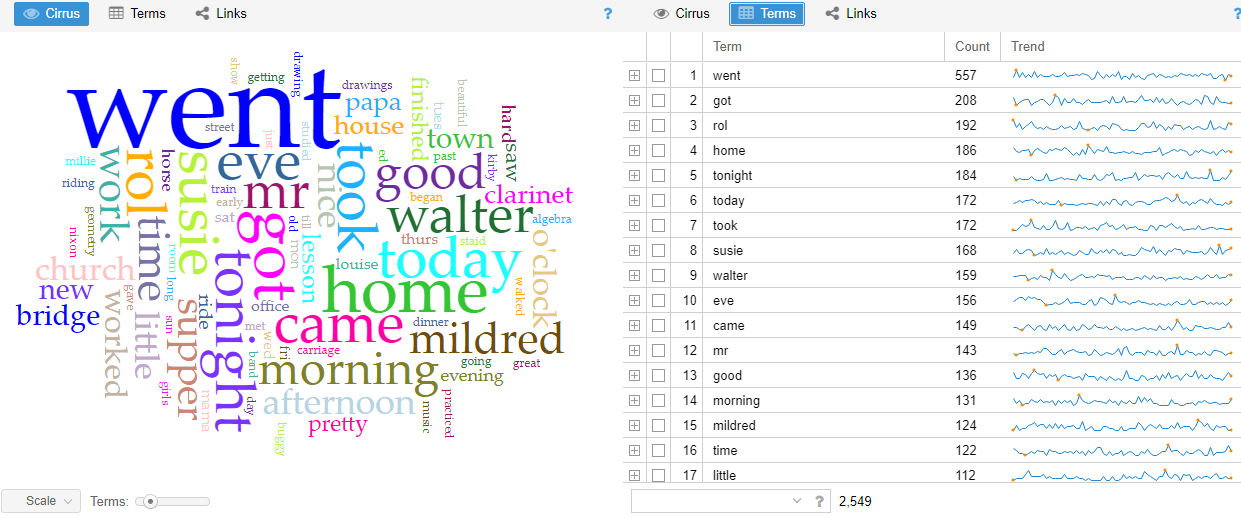 Cirrus Terms Links ?
Cirrus Terms Links ?
Term Count Trend
1 went 557
2 got 208
3 rol 192
4 home 186
5 tonight 184
6 today 172
7 took 172
8 susie 168
9 walter 159
10 eve 156
11 came 149
12 mr 143
13 good 136
14 morning 131
15 mildred 124
16 time 122
17 little 112
? 2,549
Scale Terms:
show
getting
drawing
drawings
papa
house
finished
tues
beautiful
town
hard
saw
went
street
just
studied
ed
past
kirby
millie
work
rol
horse
susie
eve
mr
nice
took
good
clarinet
riding
train
early
began
walter
algebra
geometry
nixon
time
sat
got
old
mon
till
lesson
thurs
staid
o'clock
church
room
long
tonight
louise
today
home
walked
new
bridge
gave
worked
little
sun
supper
ride
office
met
wed
fri
came
carriage
dinner
mildred
going
great
girls
mama
band
day
morning
evening
afternoon
music
practiced
buggy
pretty